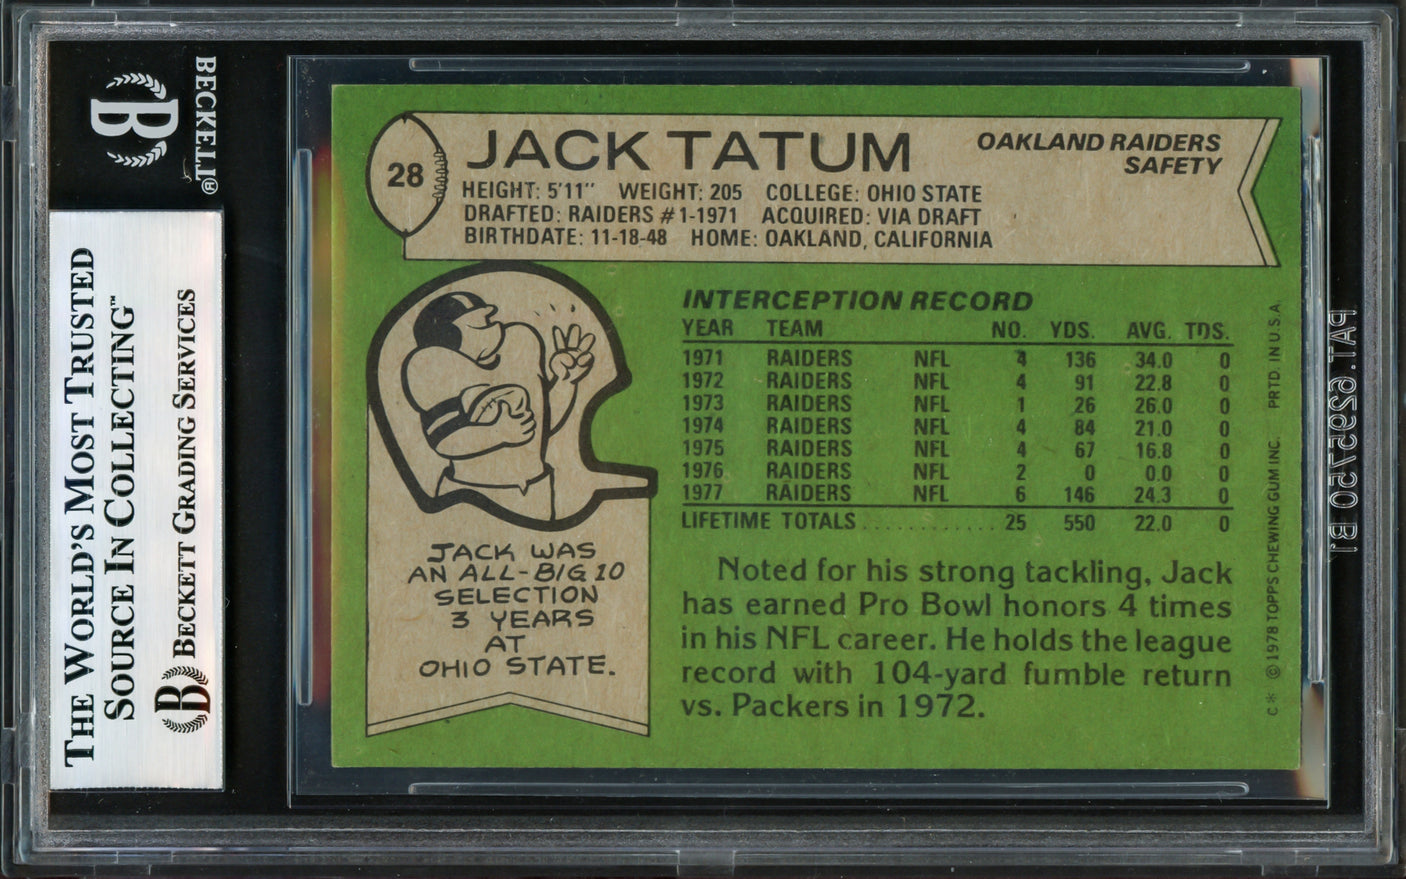 BECKETT®
B
THE WORLD'S MOST TRUSTED
SOURCE IN COLLECTING™
B BECKETT GRADING SERVICES
28
JACK TATUM
OAKLAND RAIDERS
SAFETY
HEIGHT: 5'11" WEIGHT: 205 COLLEGE: OHIO STATE
DRAFTED: RAIDERS #1-1971 ACQUIRED: VIA DRAFT
BIRTHDATE: 11-18-48 HOME: OAKLAND, CALIFORNIA
JACK WAS
AN ALL-BIG 10
SELECTION
3 YEARS
AT
OHIO STATE.
INTERCEPTION RECORD
YEAR TEAM NO. YDS. AVG. TDS.
1971 RAIDERS NFL 4 136 34.0 0
1972 RAIDERS NFL 4 91 22.8 0
1973 RAIDERS NFL 1 26 26.0 0
1974 RAIDERS NFL 4 84 21.0 0
1975 RAIDERS NFL 4 67 16.8 0
1976 RAIDERS NFL 2 0 0.0 0
1977 RAIDERS NFL 6 146 24.3 0
LIFETIME TOTALS ............ 25 550 22.0 0
Noted for his strong tackling, Jack
has earned Pro Bowl honors 4 times
in his NFL career. He holds the league
record with 104-yard fumble return
vs. Packers in 1972.
C* ©1978 TOPPS CHEWING GUM INC. PRTD. IN U.S.A
PAT. 6295750 B1